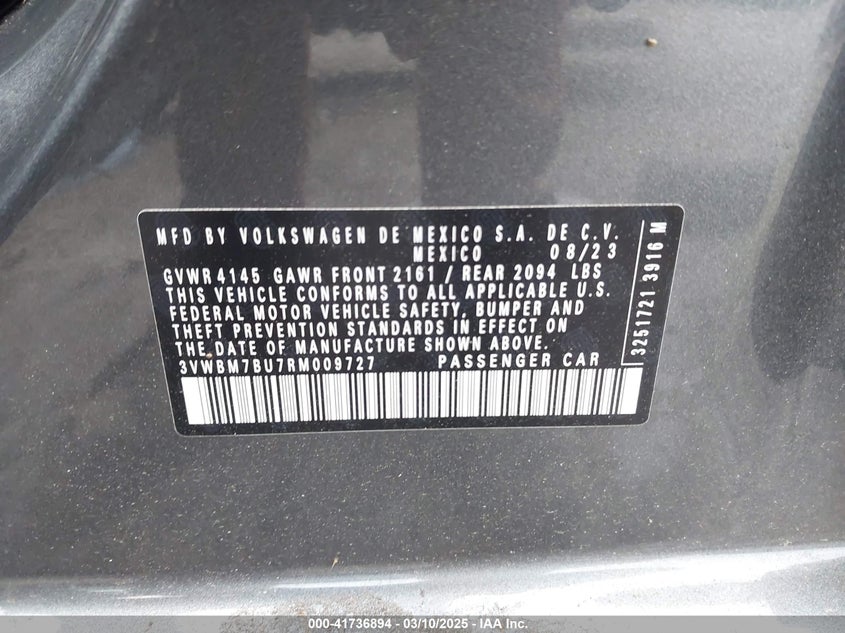 MFD BY VOLKSWAGEN DE MEXICO S.A. DE C.V.
MEXICO 08/23
GVWR 4145 GAWR FRONT 2161 / REAR 2094 LBS
THIS VEHICLE CONFORMS TO ALL APPLICABLE U.S.
FEDERAL MOTOR VEHICLE SAFETY, BUMPER AND
THEFT PREVENTION STANDARDS IN EFFECT ON
THE DATE OF MANUFACTURE SHOWN ABOVE.
3VWBM7BU7RM009727 PASSENGER CAR
3251721 3916 M
000-41736894 — 03/10/2025 — IAA Inc.